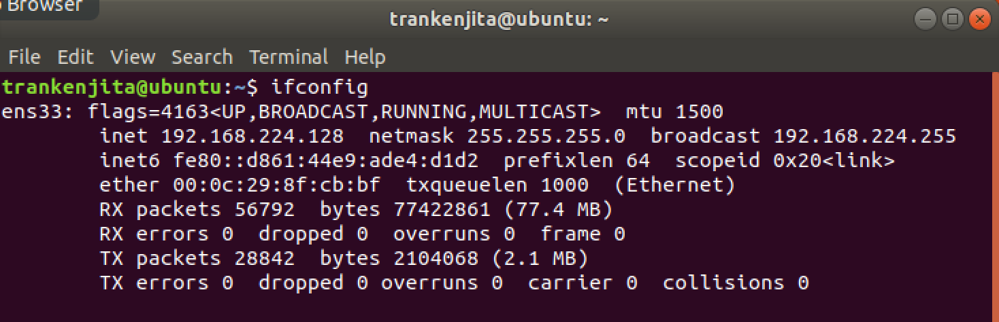 Browser
trankenjita@ubuntu: ~
File Edit View Search Terminal Help
trankenjita@ubuntu:~$ ifconfig
ens33: flags=4163<UP,BROADCAST,RUNNING,MULTICAST>  mtu 1500
        inet 192.168.224.128  netmask 255.255.255.0  broadcast 192.168.224.255
        inet6 fe80::d861:44e9:ade4:d1d2  prefixlen 64  scopeid 0x20<link>
        ether 00:0c:29:8f:cb:bf  txqueuelen 1000  (Ethernet)
        RX packets 56792  bytes 77422861 (77.4 MB)
        RX errors 0  dropped 0  overruns 0  frame 0
        TX packets 28842  bytes 2104068 (2.1 MB)
        TX errors 0  dropped 0 overruns 0  carrier 0  collisions 0